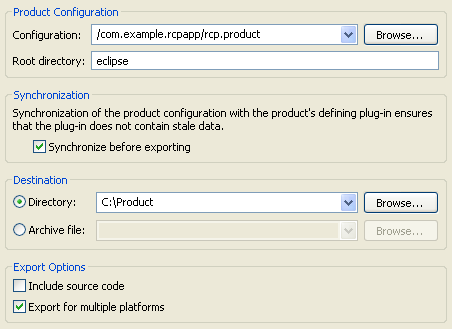 Product Configuration
Configuration: /com.example.rcpapp/rcp.product Browse...
Root directory: eclipse
Synchronization
Synchronization of the product configuration with the product's defining plug-in ensures
that the plug-in does not contain stale data.
Synchronize before exporting
Destination
Directory: C:\Product Browse...
Archive file: Browse...
Export Options
Include source code
Export for multiple platforms